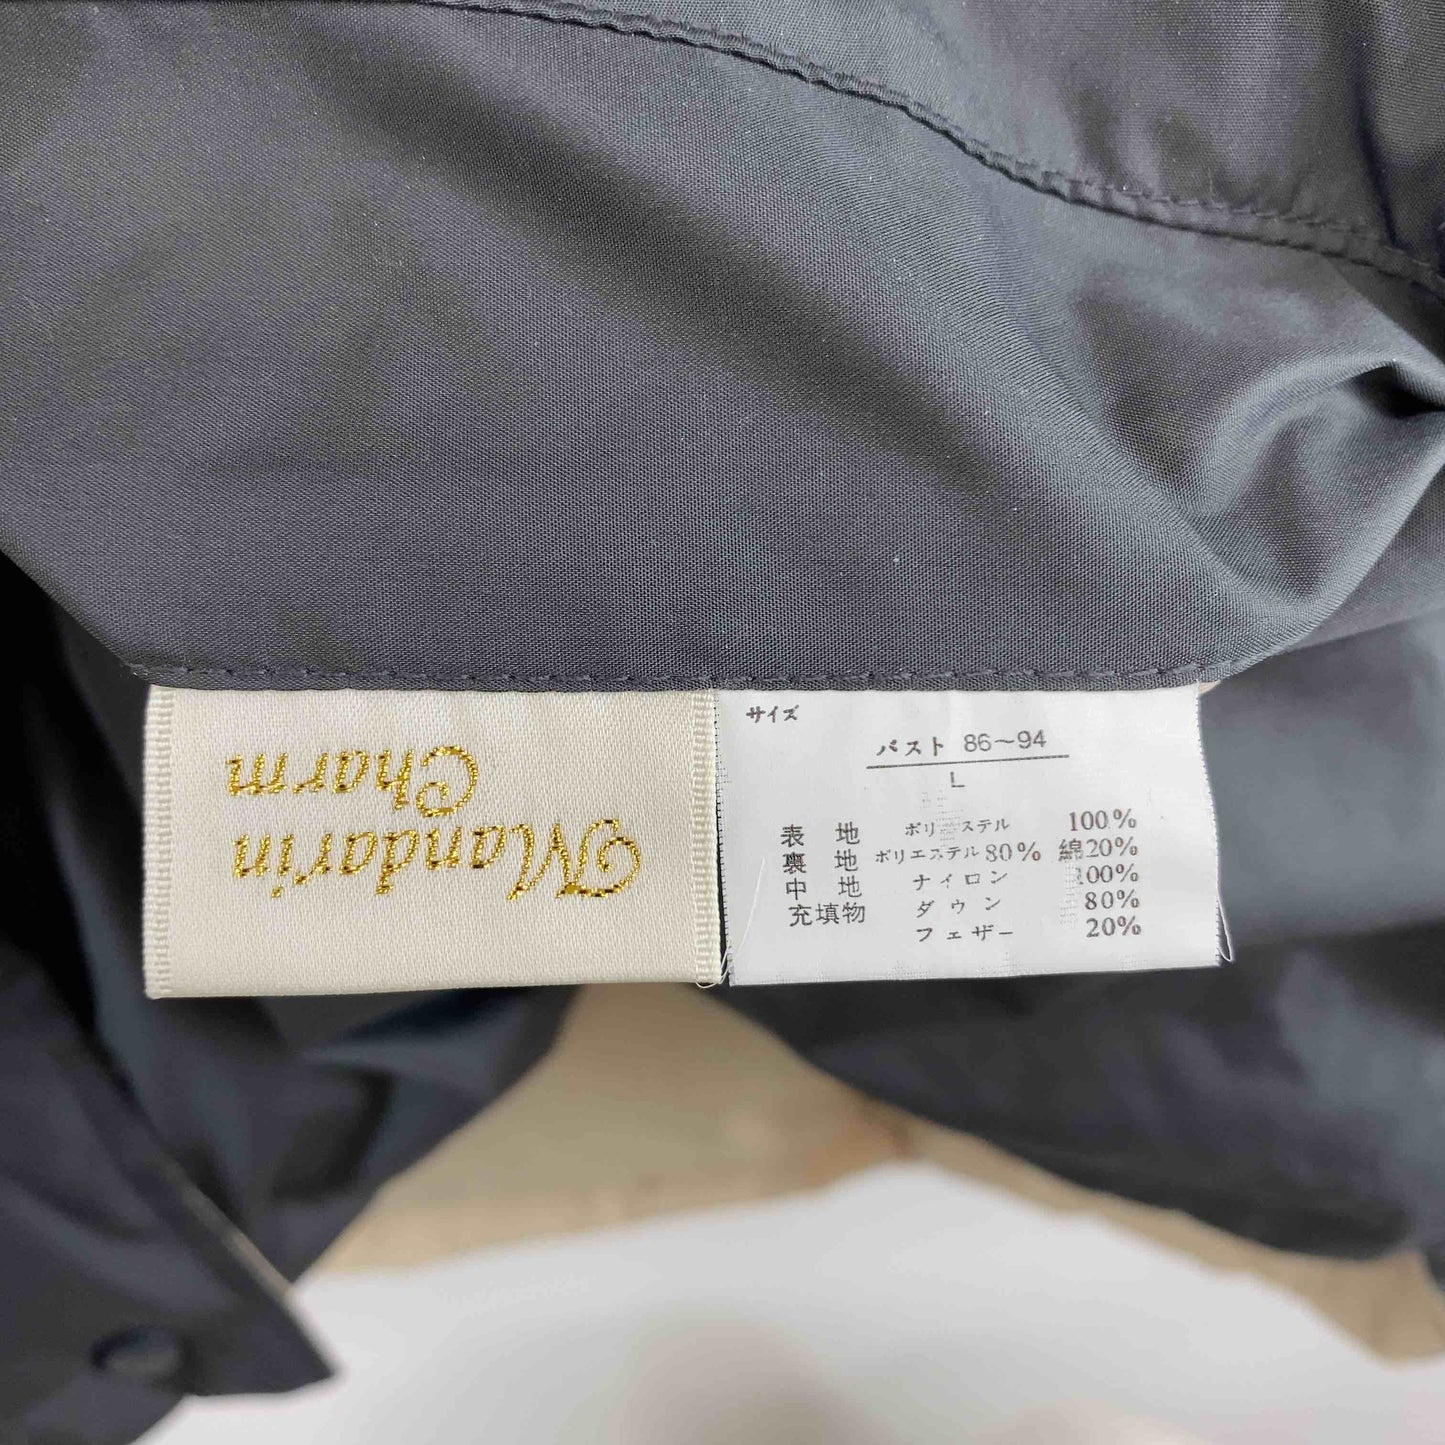 Mandarin
Charm
サイズ
バスト 86～94
L
表 地 ポリエステル 100%
裏 地 ポリエステル80% 綿20%
中 地 ナイロン 100%
充填物 ダウン 80%
フェザー 20%